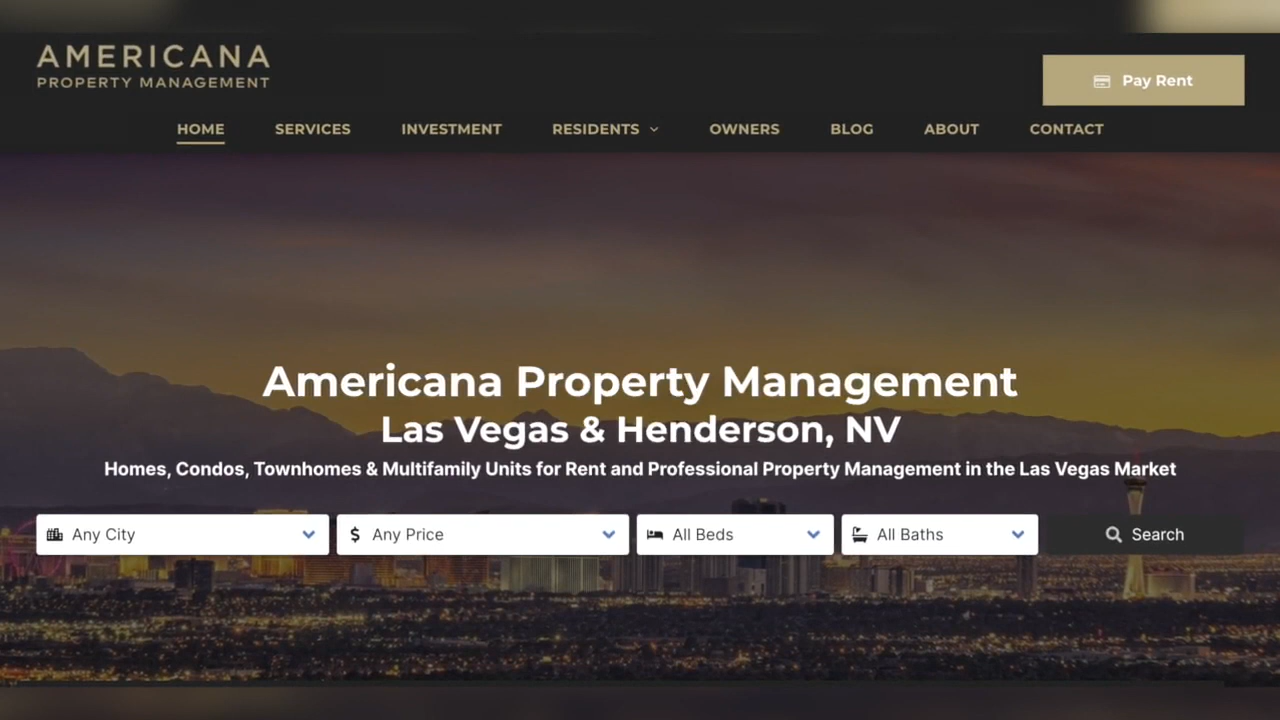 AMERICANA
PROPERTY MANAGEMENT
Pay Rent
HOME SERVICES INVESTMENT RESIDENTS OWNERS BLOG ABOUT CONTACT
Americana Property Management
Las Vegas & Henderson, NV
Homes, Condos, Townhomes & Multifamily Units for Rent and Professional Property Management in the Las Vegas Market
Any City Any Price All Beds All Baths Search